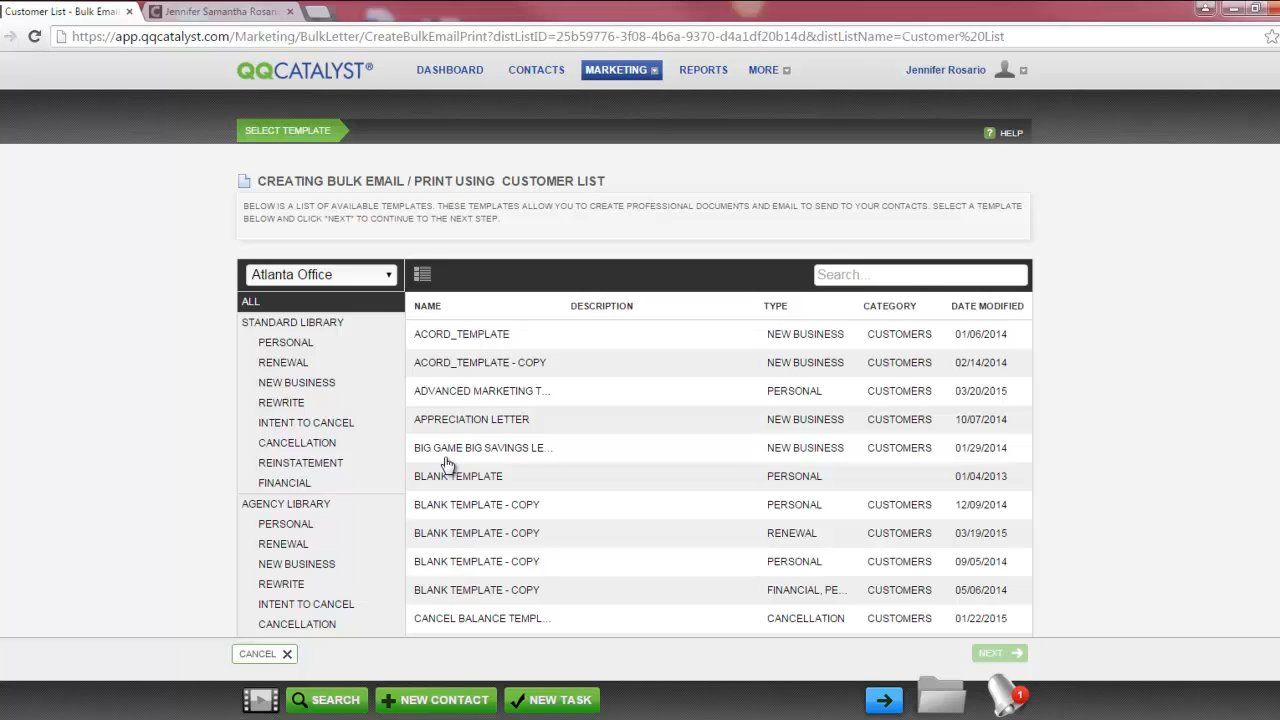 Customer List - Bulk Emai
Jennifer Samantha Rosari
https://app.qqcatalyst.com/Marketing/BulkLetter/CreateBulkEmailPrint?distListID=25b59776-3f08-4b6a-9370-d4a1df20b14d&distListName=Customer%20List
QQCATALYST® DASHBOARD CONTACTS MARKETING REPORTS MORE Jennifer Rosario
SELECT TEMPLATE
? HELP
CREATING BULK EMAIL / PRINT USING CUSTOMER LIST
BELOW IS A LIST OF AVAILABLE TEMPLATES. THESE TEMPLATES ALLOW YOU TO CREATE PROFESSIONAL DOCUMENTS AND EMAIL TO SEND TO YOUR CONTACTS. SELECT A TEMPLATE
BELOW AND CLICK "NEXT" TO CONTINUE TO THE NEXT STEP.
Atlanta Office
Search...
ALL
STANDARD LIBRARY
PERSONAL
RENEWAL
NEW BUSINESS
REWRITE
INTENT TO CANCEL
CANCELLATION
REINSTATEMENT
FINANCIAL
AGENCY LIBRARY
PERSONAL
RENEWAL
NEW BUSINESS
REWRITE
INTENT TO CANCEL
CANCELLATION
NAME DESCRIPTION TYPE CATEGORY DATE MODIFIED
ACORD_TEMPLATE NEW BUSINESS CUSTOMERS 01/06/2014
ACORD_TEMPLATE - COPY NEW BUSINESS CUSTOMERS 02/14/2014
ADVANCED MARKETING T... PERSONAL CUSTOMERS 03/20/2015
APPRECIATION LETTER NEW BUSINESS CUSTOMERS 10/07/2014
BIG GAME BIG SAVINGS LE... NEW BUSINESS CUSTOMERS 01/29/2014
BLANK TEMPLATE PERSONAL 01/04/2013
BLANK TEMPLATE - COPY PERSONAL CUSTOMERS 12/09/2014
BLANK TEMPLATE - COPY RENEWAL CUSTOMERS 03/19/2015
BLANK TEMPLATE - COPY PERSONAL CUSTOMERS 09/05/2014
BLANK TEMPLATE - COPY FINANCIAL, PE... CUSTOMERS 05/06/2014
CANCEL BALANCE TEMPL... CANCELLATION CUSTOMERS 01/22/2015
CANCEL
NEXT
SEARCH NEW CONTACT NEW TASK 1